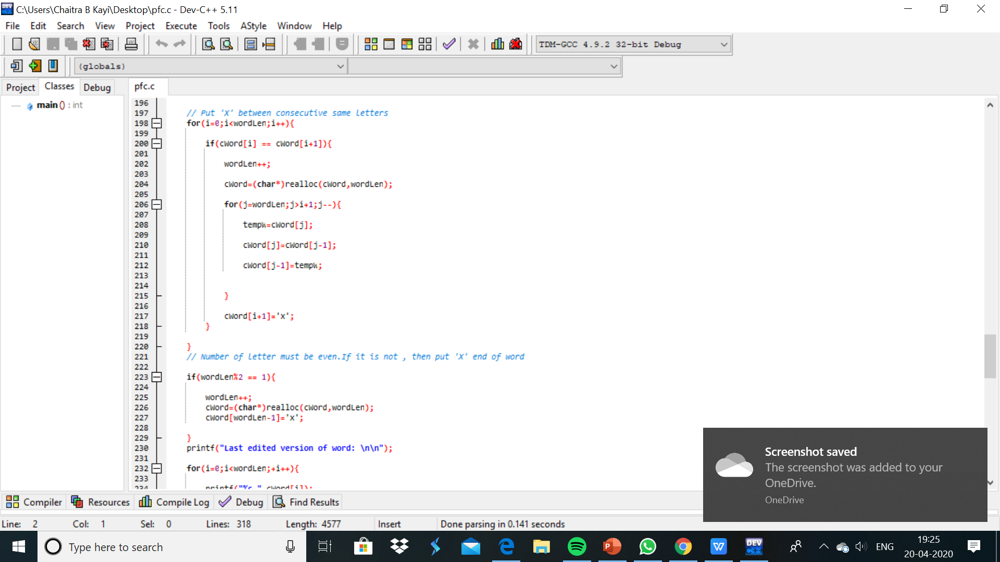 C:\Users\Chaitra B Kayi\Desktop\pfc.c - Dev-C++ 5.11
File Edit Search View Project Execute Tools AStyle Window Help
TDM-GCC 4.9.2 32-bit Debug
(globals)
Project Classes Debug pfc.c
main () : int
196
197 // Put 'X' between consecutive same letters
198 for(i=0;i<wordLen;i++){
199
200 if(cWord[i] == cWord[i+1]){
201
202 wordLen++;
203
204 cWord=(char*)realloc(cWord,wordLen);
205
206 for(j=wordLen;j>i+1;j--){
207
208 tempW=cWord[j];
209
210 cWord[j]=cWord[j-1];
211
212 cWord[j-1]=tempW;
213
214
215 }
216
217 cWord[i+1]='x';
218 }
219
220 }
221 // Number of letter must be even.If it is not , then put 'X' end of word
222
223 if(wordLen%2 == 1){
224
225 wordLen++;
226 cWord=(char*)realloc(cWord,wordLen);
227 cWord[wordLen-1]='x';
228
229 }
230 printf("Last edited version of word: \n\n");
231
232 for(i=0;i<wordLen;+i++){
233
234 printf("%c ",cWord[i]);
Screenshot saved
The screenshot was added to your
OneDrive.
OneDrive
Compiler Resources Compile Log Debug Find Results
Line: 2 Col: 1 Sel: 0 Lines: 318 Length: 4577 Insert Done parsing in 0.141 seconds
Type here to search
DEV
C++
ENG
19:25
20-04-2020